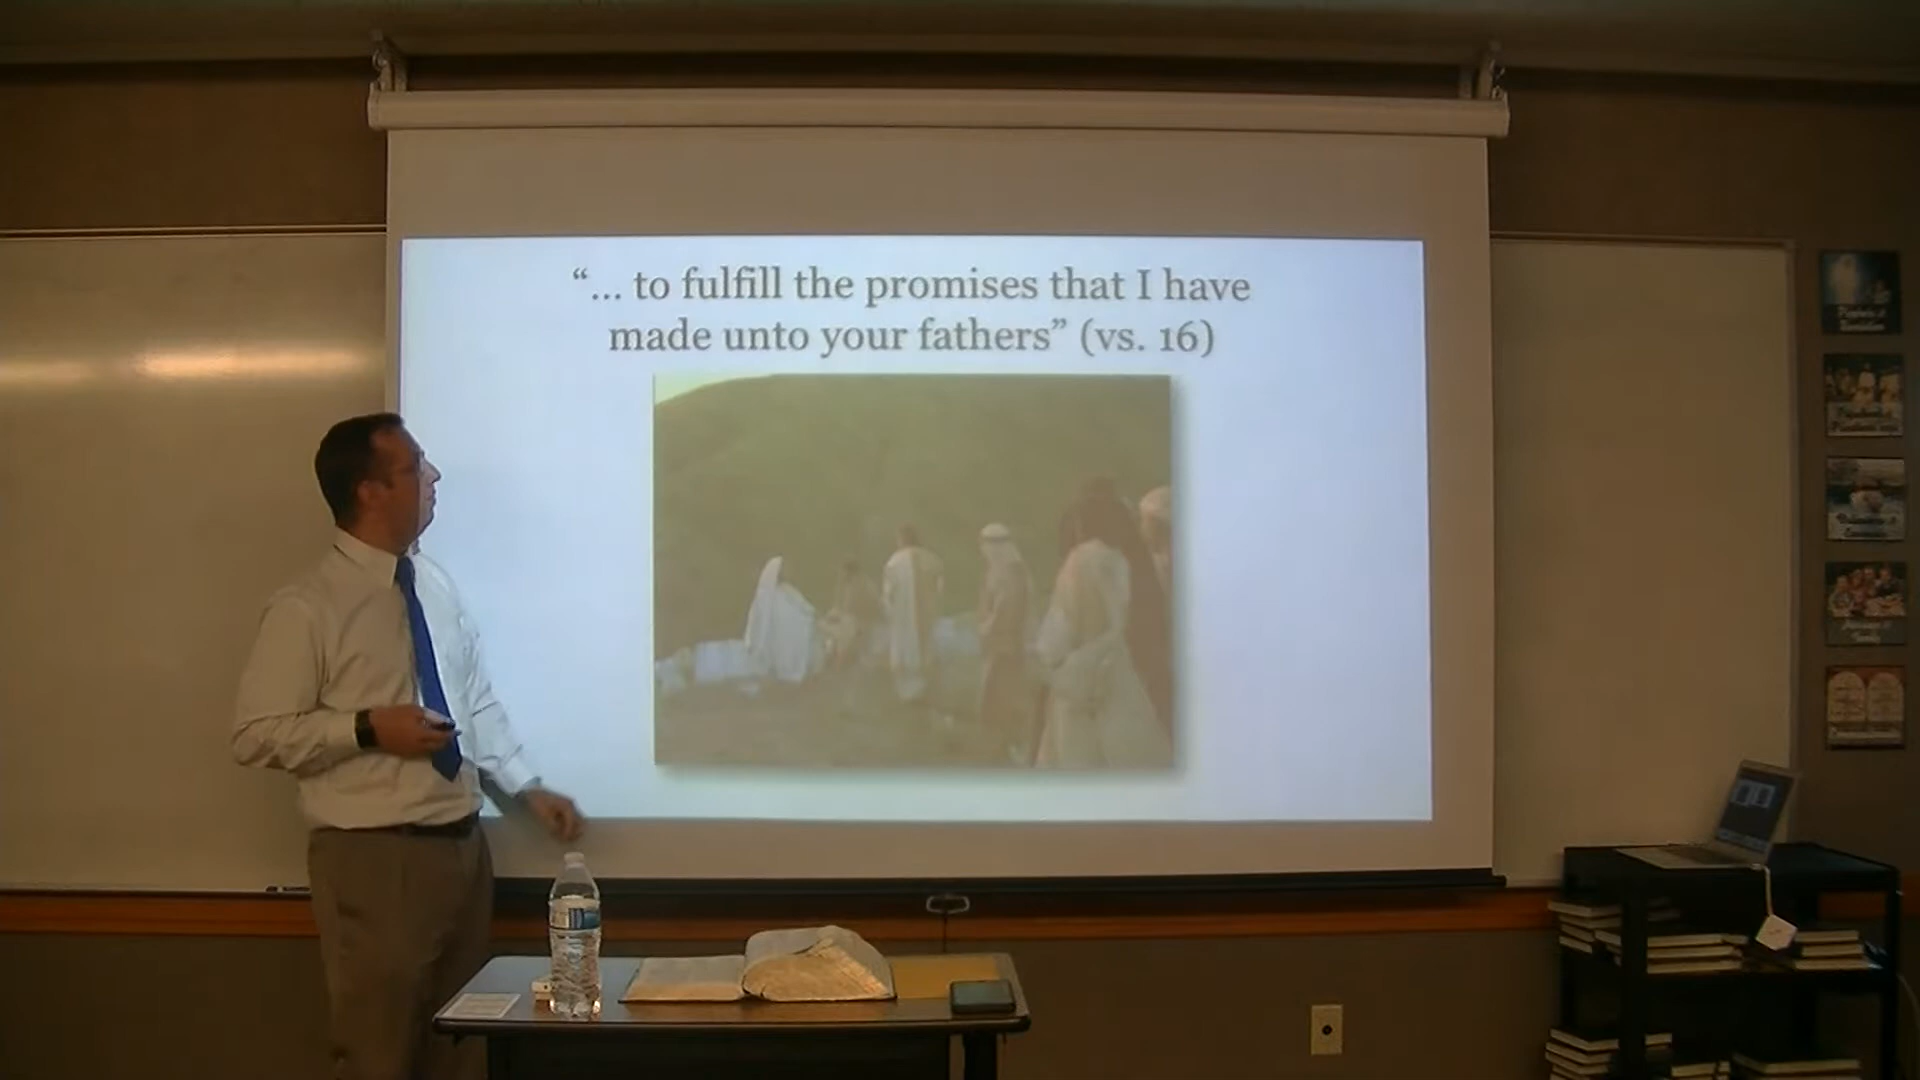 “... to fulfill the promises that I have
made unto your fathers” (vs. 16)